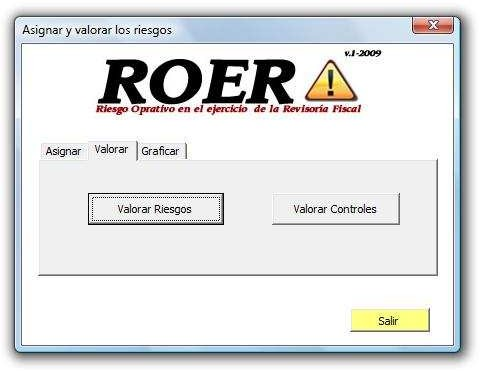 Asignar y valorar los riesgos
v.1-2009
ROER
Riesgo Oprativo en el ejercicio de la Revisoría Fiscal
Asignar Valorar Graficar
Valorar Riesgos Valorar Controles
Salir